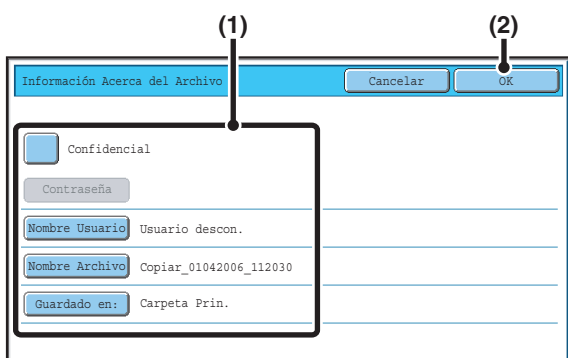 (1) (2)
Información Acerca del Archivo Cancelar OK
Confidencial
Contraseña
Nombre Usuario Usuario descon.
Nombre Archivo Copiar_01042006_112030
Guardado en: Carpeta Prin.